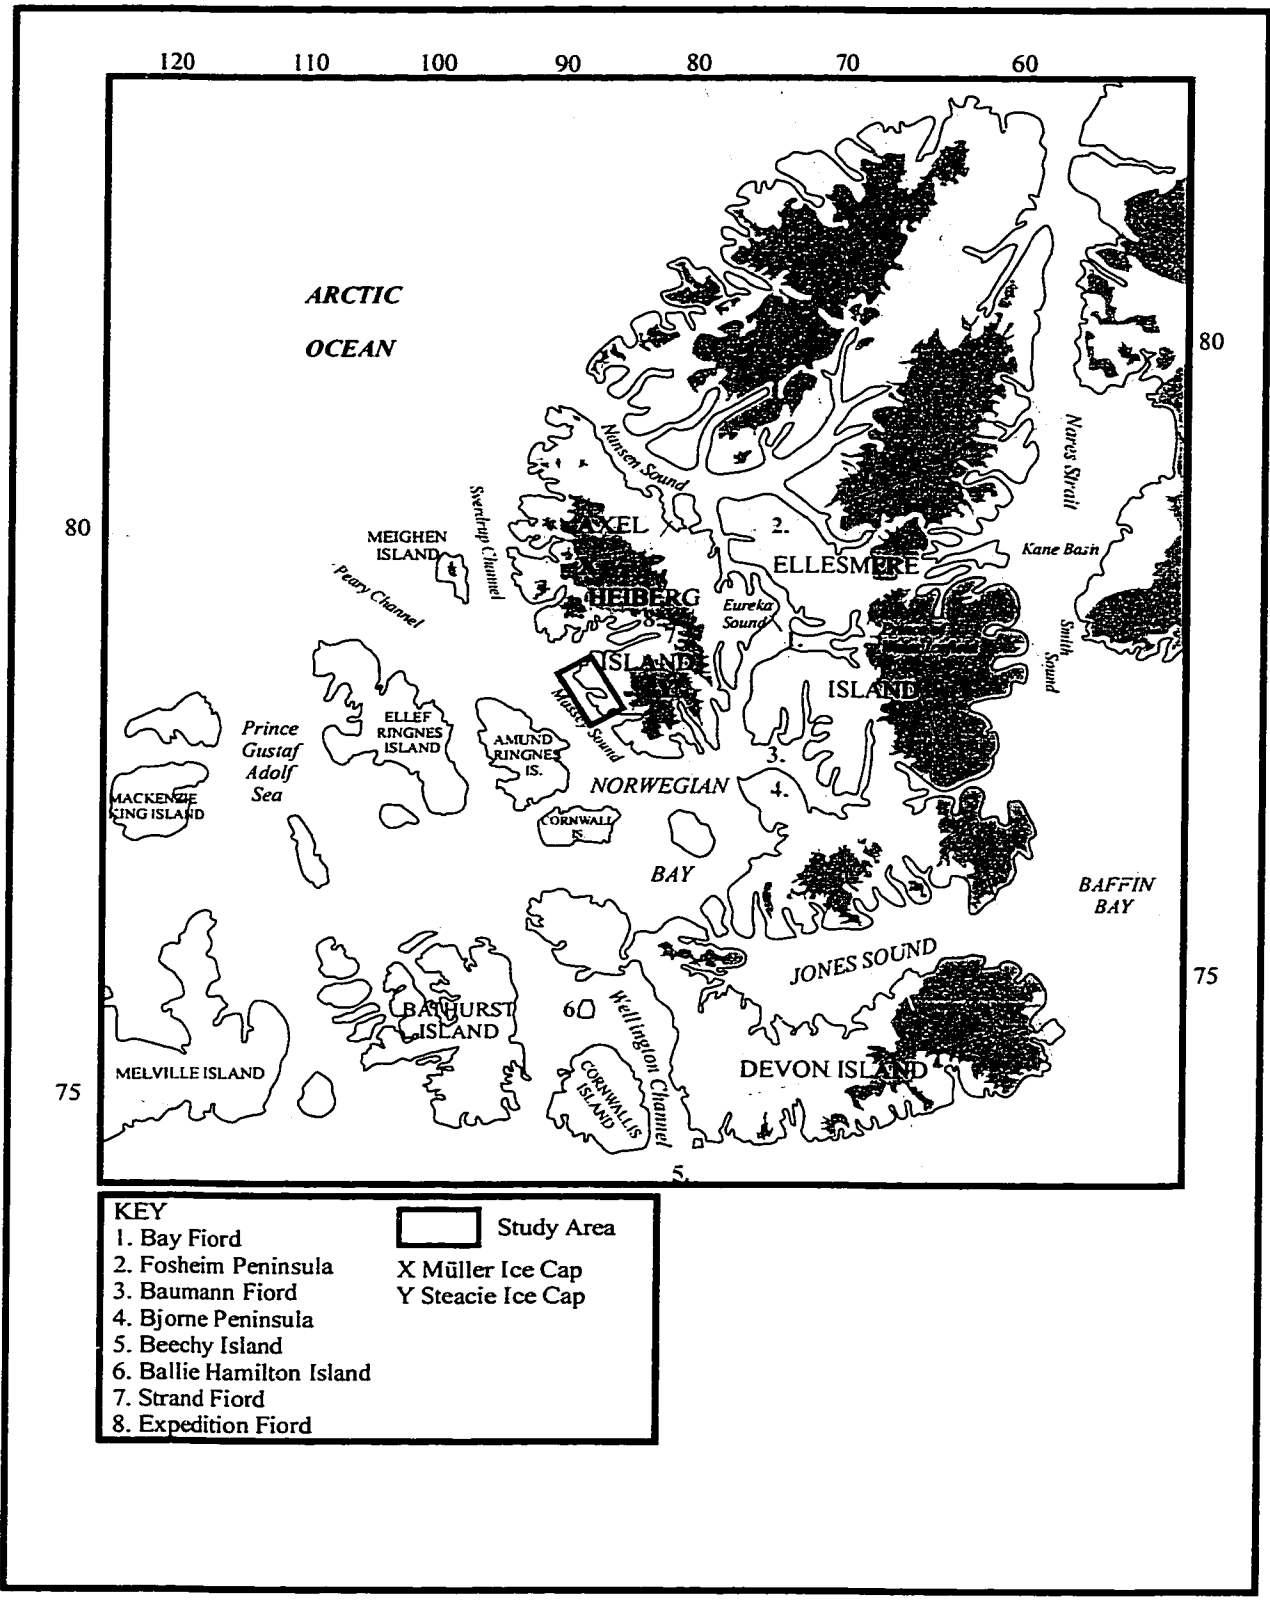 120 110 100 90 80 70 60
ARCTIC
OCEAN
80
Nansen Sound
Nares Strait
Sverdrup Channel
80
AXEL
2.
MEIGHEN
ISLAND
Kane Basin
ELLESMERE
X
Peary Channel
HEIBERG
Eureka
Sound
8.
7
Smith
Sound
ISLAND
ISLAND
Y
Massey Sound
Prince
Gustaf
Adolf
Sea
ELLEF
RINGNES
ISLAND
AMUND
RINGNES
IS.
3.
NORWEGIAN
4.
MACKENZIE
KING ISLAND
CORNWALL
IS.
BAY
BAFFIN
BAY
JONES SOUND
75
BATHURST
ISLAND
6
Wellington Channel
MELVILLE ISLAND
CORNWALLIS
ISLAND
DEVON ISLAND
75
5.
KEY
1. Bay Fiord
2. Fosheim Peninsula
3. Baumann Fiord
4. Bjorne Peninsula
5. Beechy Island
6. Ballie Hamilton Island
7. Strand Fiord
8. Expedition Fiord
Study Area
X Müller Ice Cap
Y Steacie Ice Cap